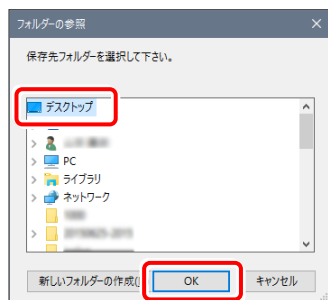 フォルダーの参照
保存先フォルダーを選択して下さい。
デスクトップ
PC
ライブラリ
ネットワーク
新しいフォルダーの作成(
OK
キャンセル